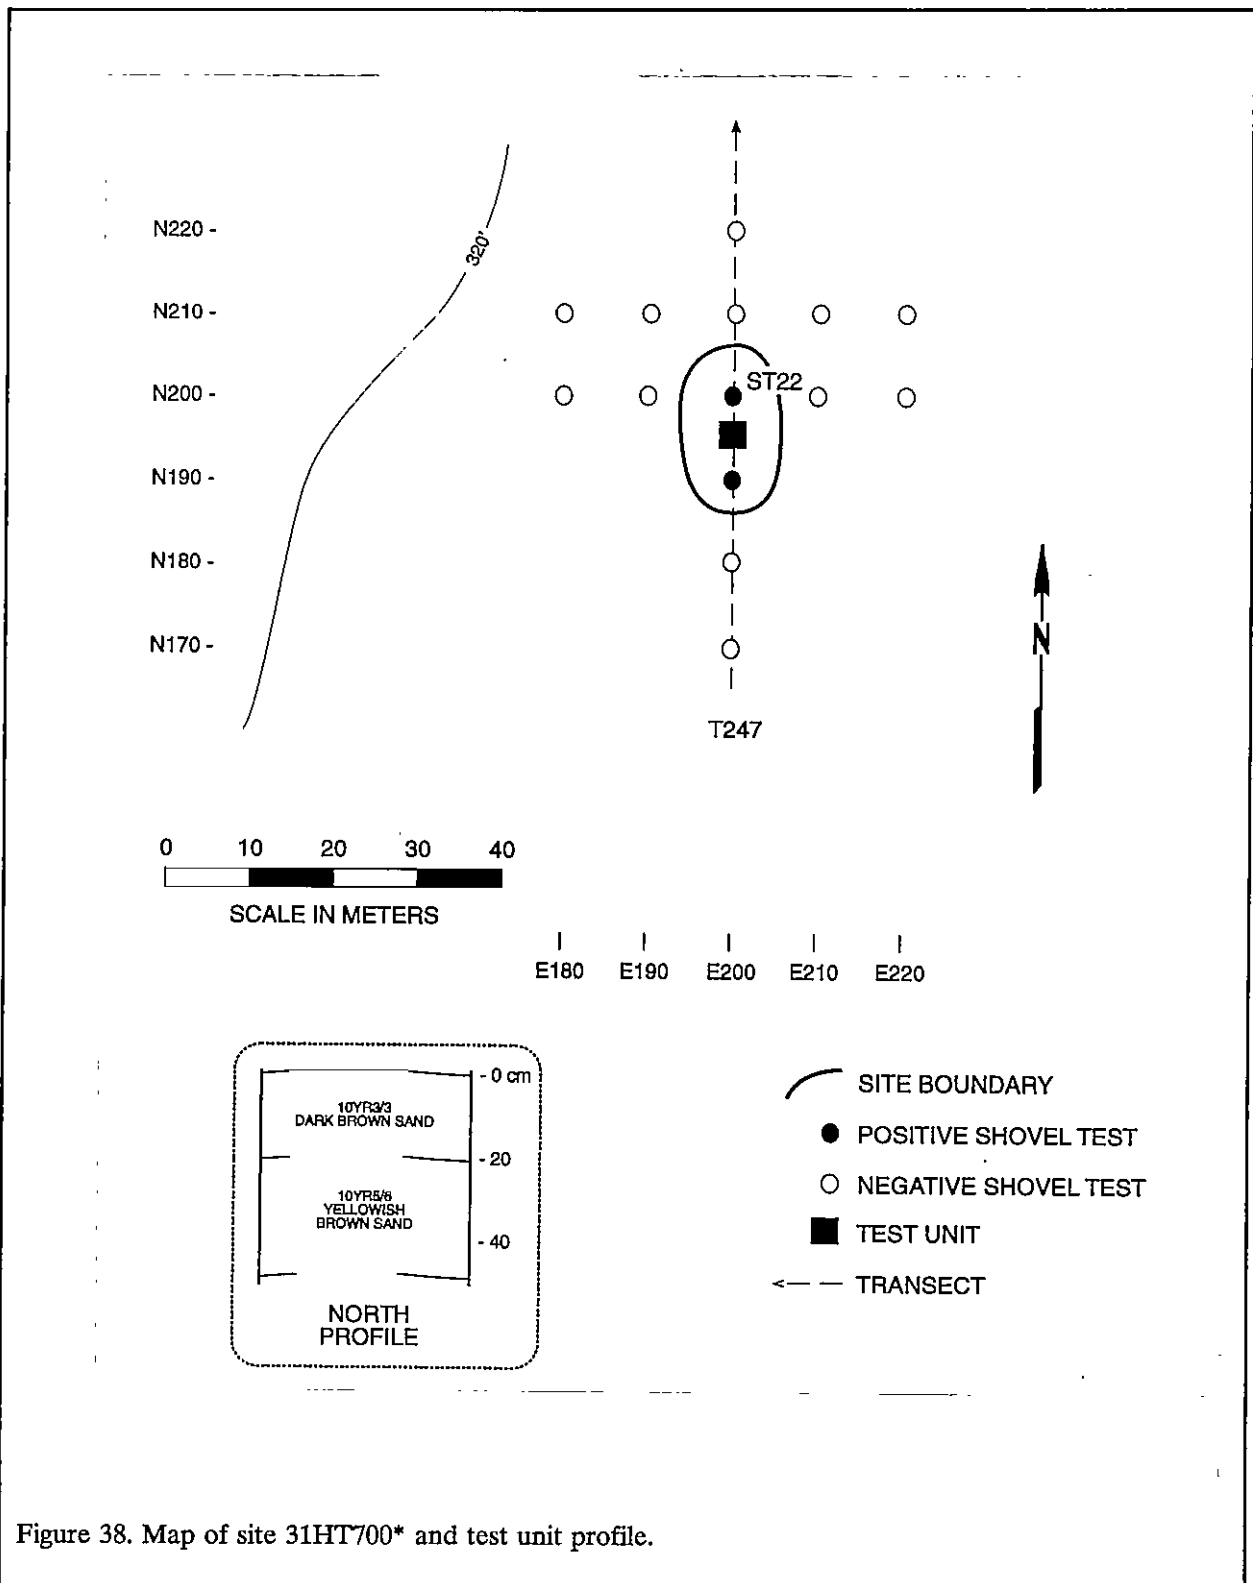 320'
N220 -
N210 -
ST22
N200 -
N190 -
N180 -
N170 -
N
T247
0 10 20 30 40
SCALE IN METERS
E180 E190 E200 E210 E220
- 0 cm
10YR3/3
DARK BROWN SAND
- 20
10YR5/6
YELLOWISH
BROWN SAND
- 40
NORTH
PROFILE
SITE BOUNDARY
POSITIVE SHOVEL TEST
NEGATIVE SHOVEL TEST
TEST UNIT
TRANSECT
Figure 38. Map of site 31HT700* and test unit profile.